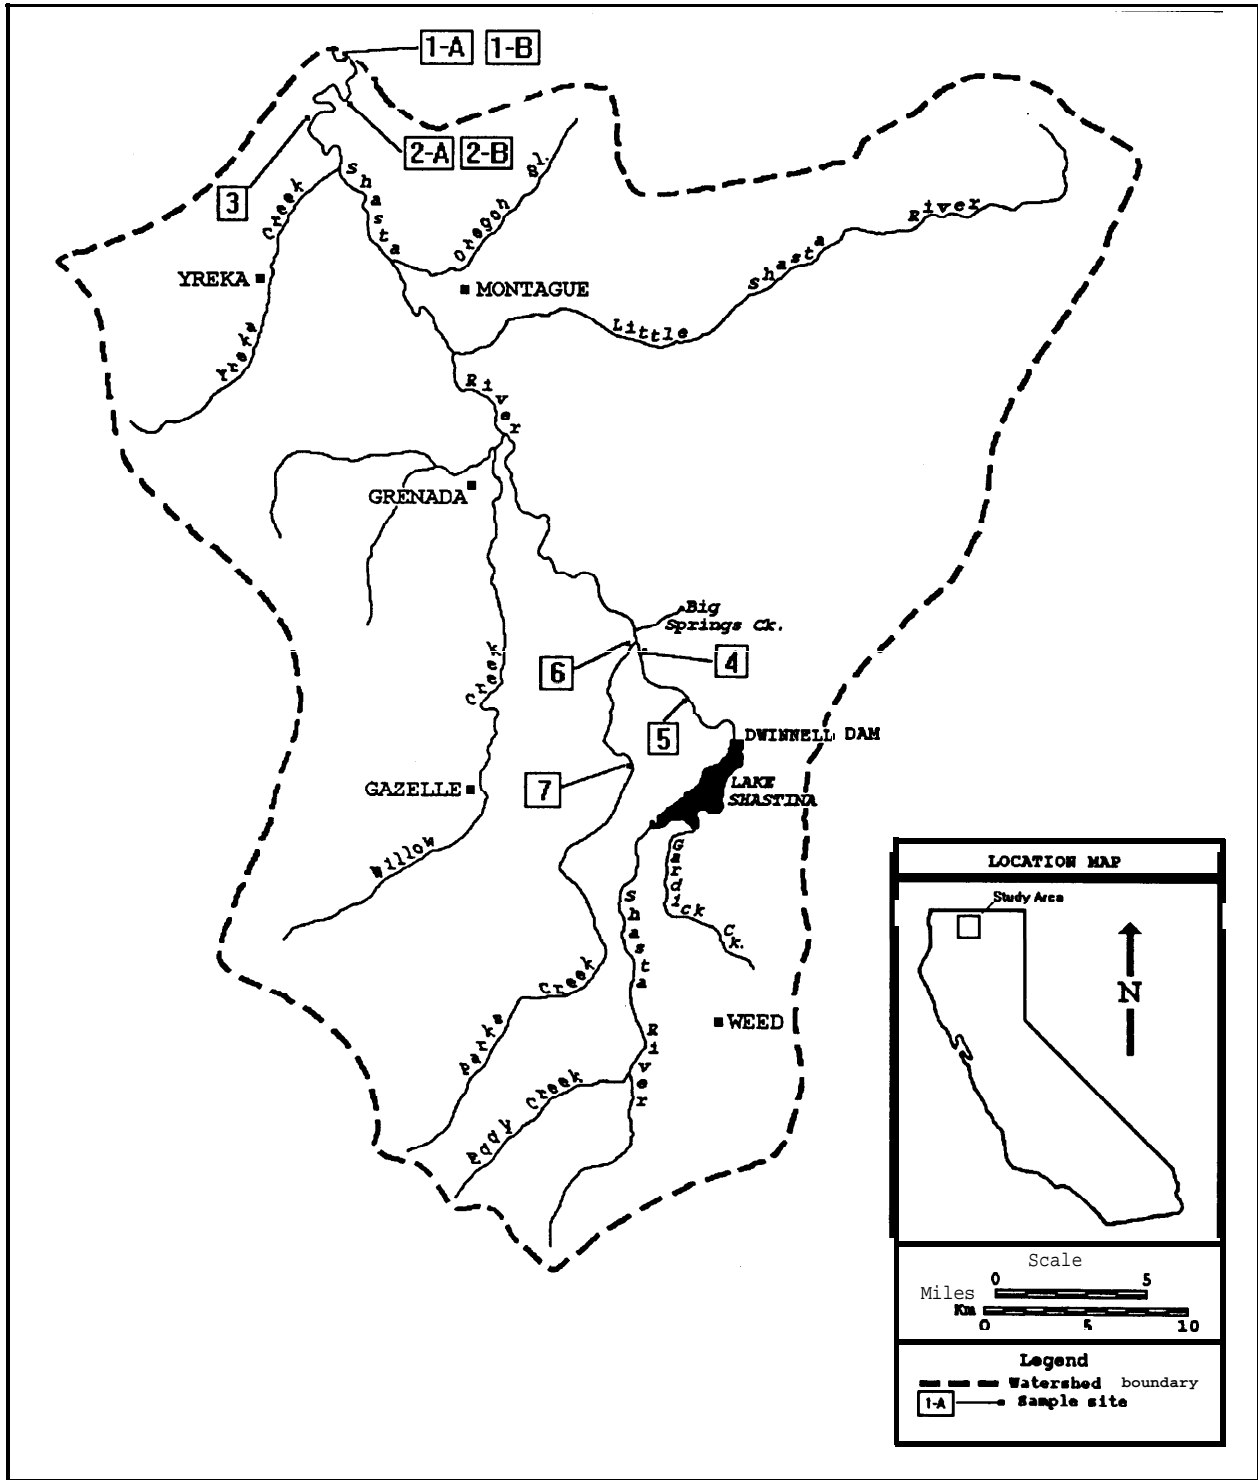 1-A 1-B
2-A 2-B
3
Yreka Creek
Shasta River
Oregon Sl.
Little Shasta River
YREKA
MONTAGUE
GRENADA
Big
Springs Ck.
6
4
5
7
DWINNELL DAM
LAKE
SHASTINA
GAZELLE
Willow Creek
Gardick Ck.
Shasta River
Parks Creek
Eddy Creek
WEED
LOCATION MAP
Study Area
N
Scale
0 5
Miles
Km
0 5 10
Legend
Watershed boundary
1-A Sample site